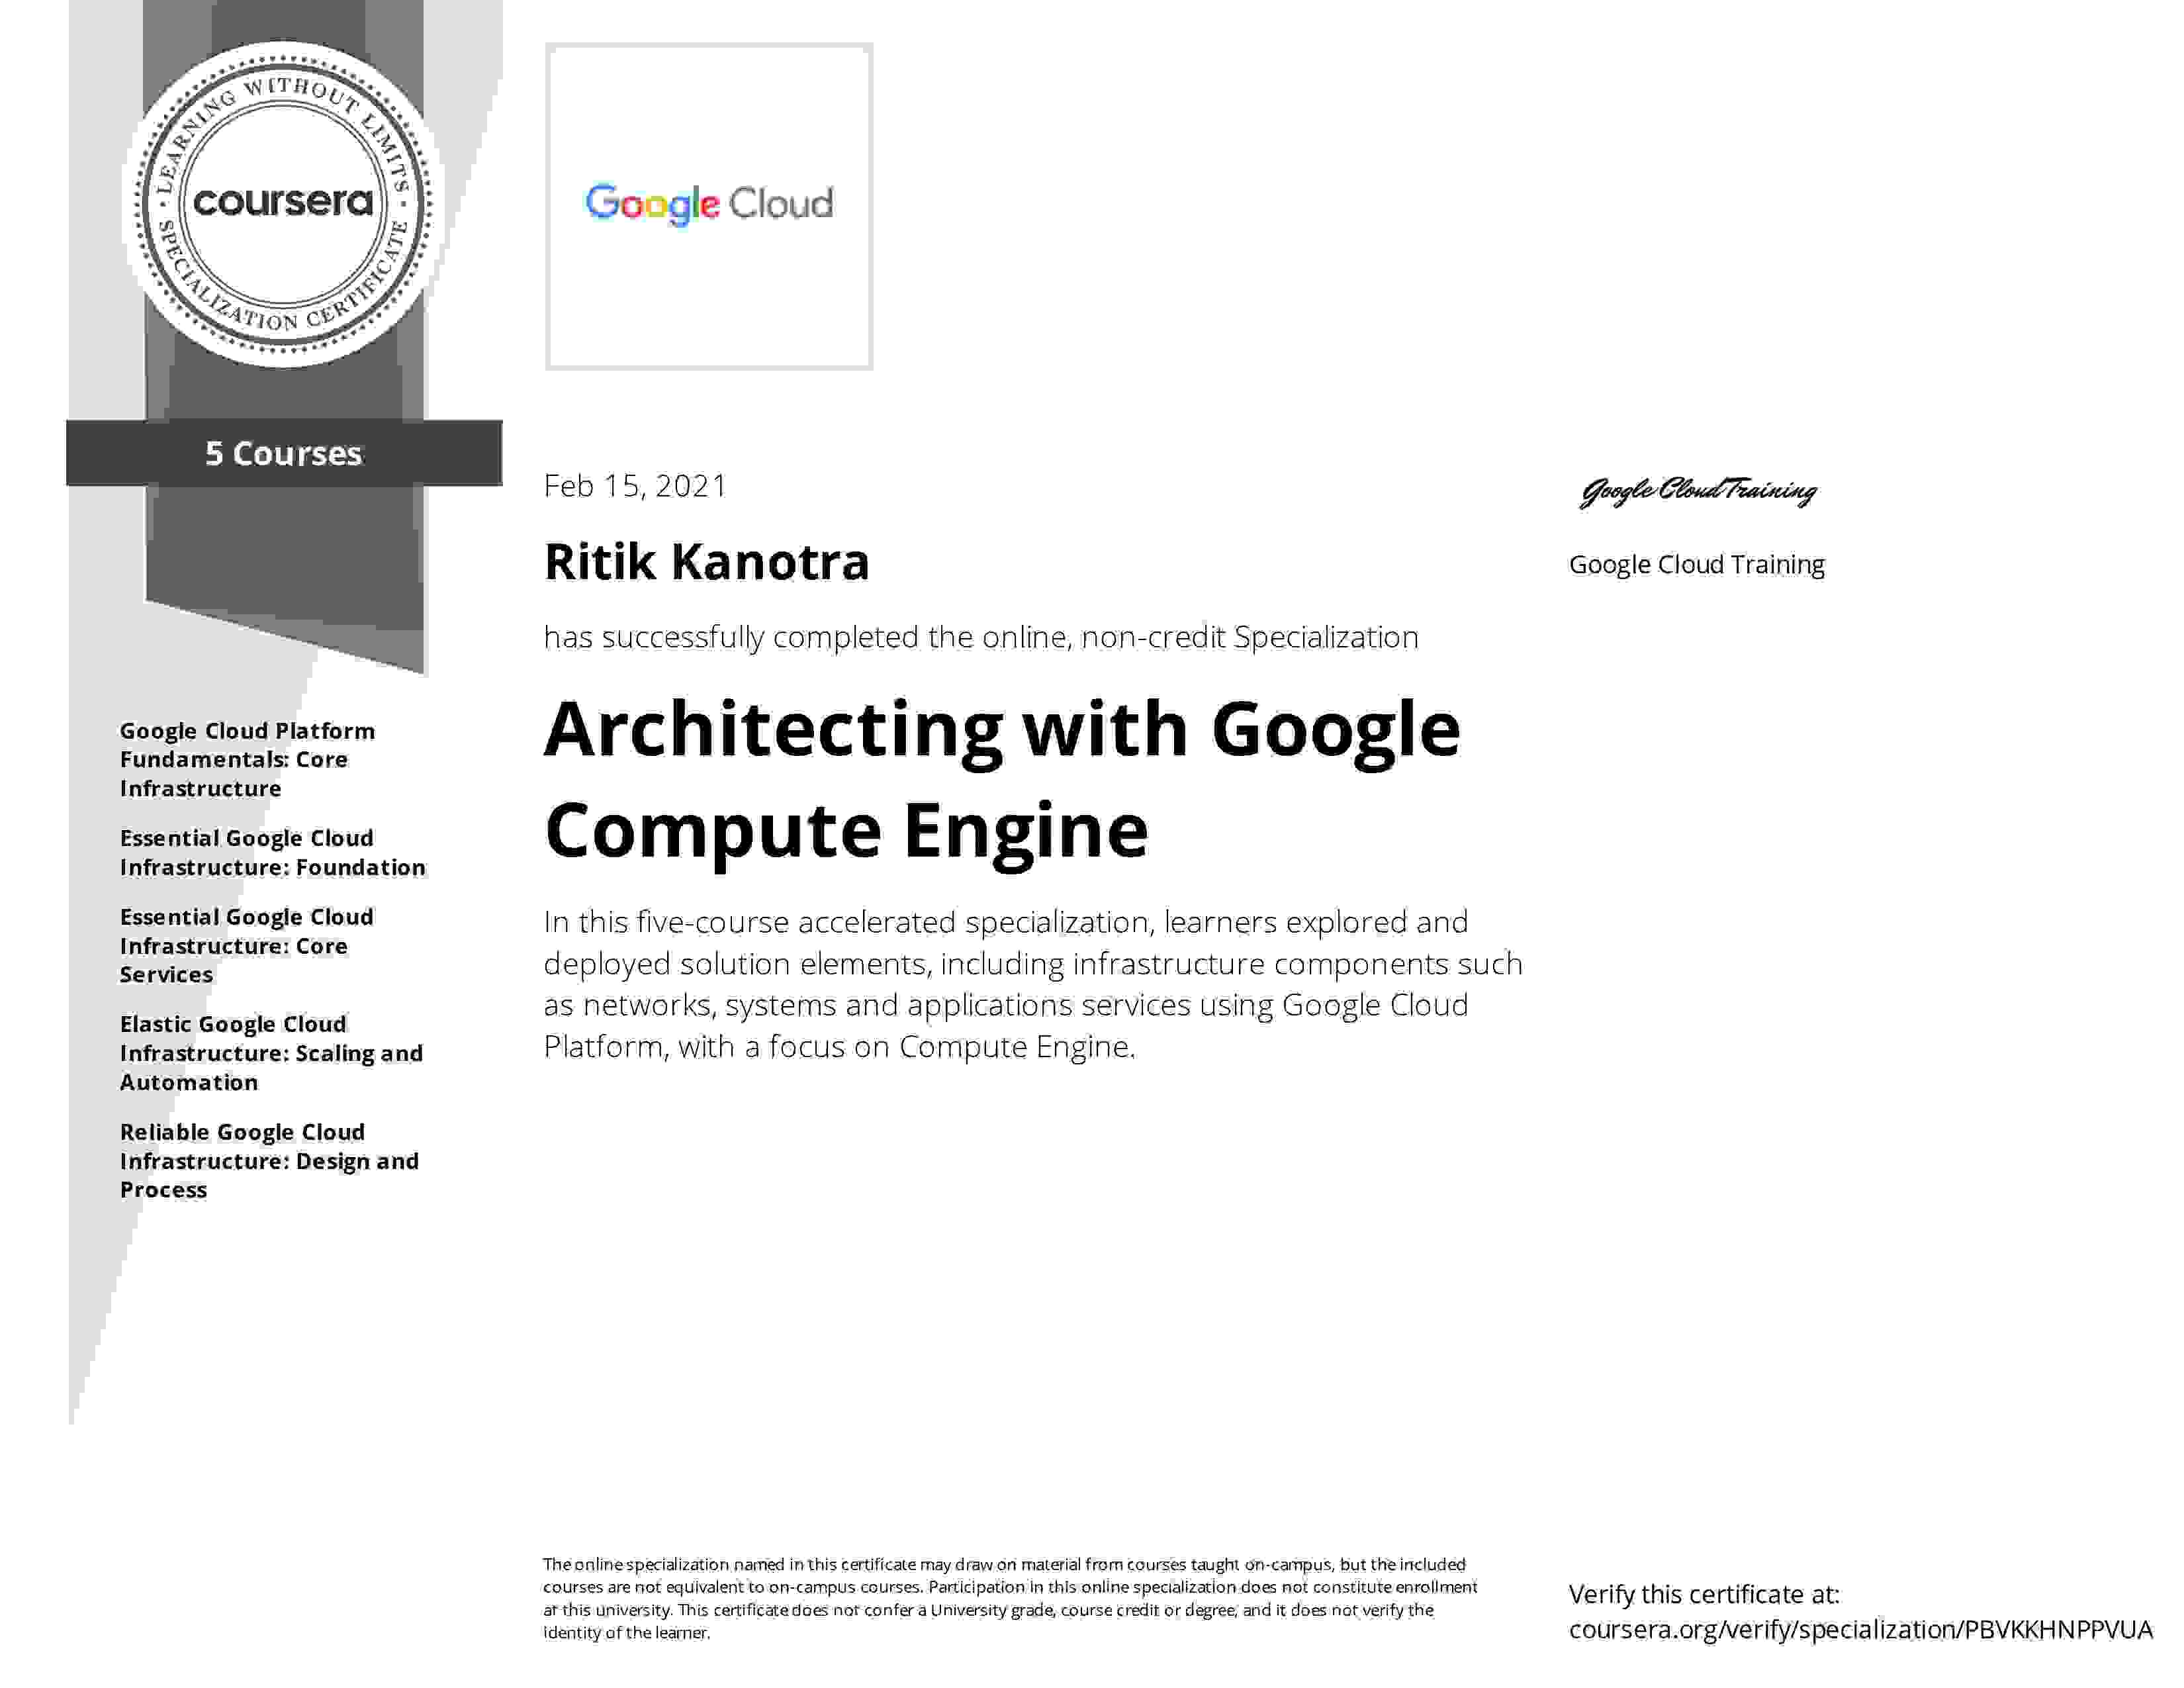 LEARNING WITHOUT LIMITS
coursera
SPECIALIZATION CERTIFICATE
5 Courses
Google Cloud Platform
Fundamentals: Core
Infrastructure
Essential Google Cloud
Infrastructure: Foundation
Essential Google Cloud
Infrastructure: Core
Services
Elastic Google Cloud
Infrastructure: Scaling and
Automation
Reliable Google Cloud
Infrastructure: Design and
Process
Google Cloud
Feb 15, 2021
Ritik Kanotra
has successfully completed the online, non-credit Specialization
Architecting with Google
Compute Engine
In this five-course accelerated specialization, learners explored and
deployed solution elements, including infrastructure components such
as networks, systems and applications services using Google Cloud
Platform, with a focus on Compute Engine.
Google Cloud Training
Google Cloud Training
The online specialization named in this certificate may draw on material from courses taught on-campus, but the included
courses are not equivalent to on-campus courses. Participation in this online specialization does not constitute enrollment
at this university. This certificate does not confer a University grade, course credit or degree, and it does not verify the
identity of the learner.
Verify this certificate at:
coursera.org/verify/specialization/PBVKKHNPPVUA